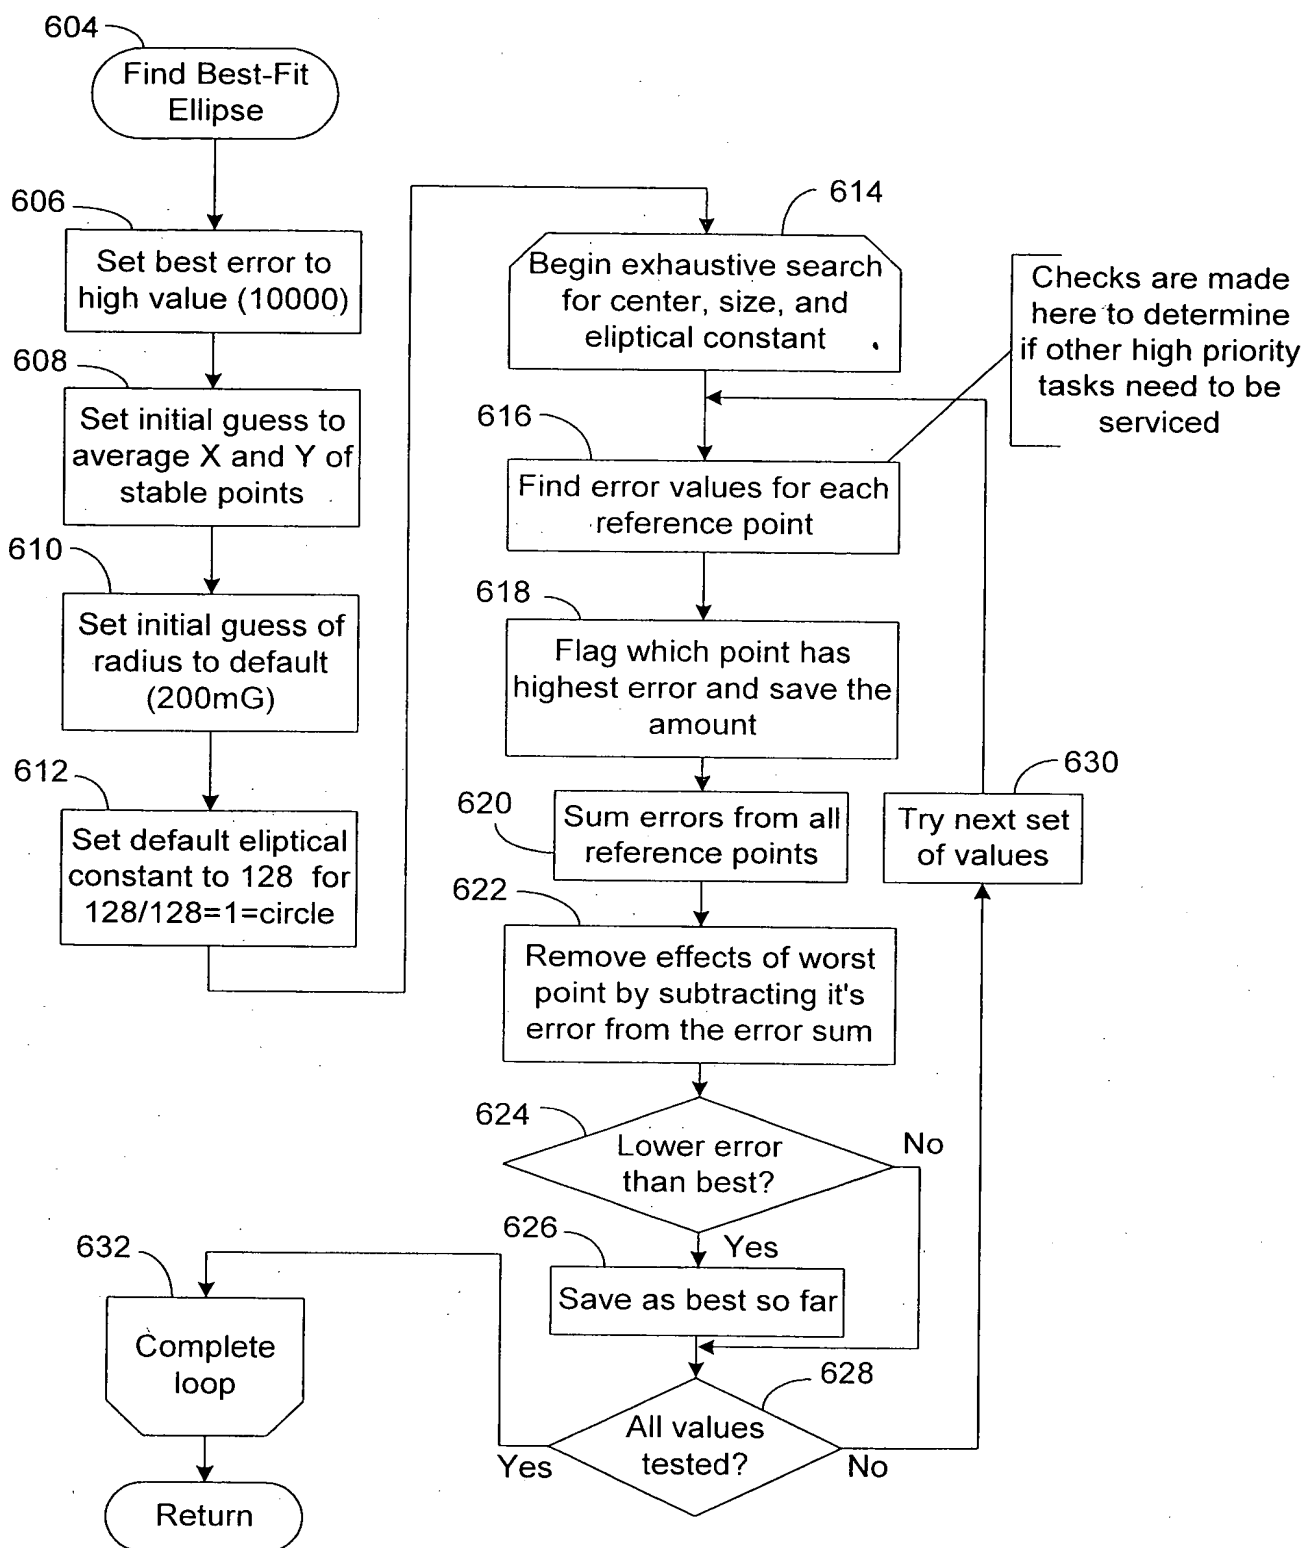 604
Find Best-Fit
Ellipse
606
Set best error to
high value (10000)
608
Set initial guess to
average X and Y of
stable points
610
Set initial guess of
radius to default
(200mG)
612
Set default eliptical
constant to 128 for
128/128=1=circle
614
Begin exhaustive search
for center, size, and
eliptical constant
Checks are made
here to determine
if other high priority
tasks need to be
serviced
616
Find error values for each
reference point
618
Flag which point has
highest error and save the
amount
620
Sum errors from all
reference points
622
Remove effects of worst
point by subtracting it's
error from the error sum
624
Lower error
than best?
No
Yes
626
Save as best so far
628
All values
tested?
Yes
No
630
Try next set
of values
632
Complete
loop
Return